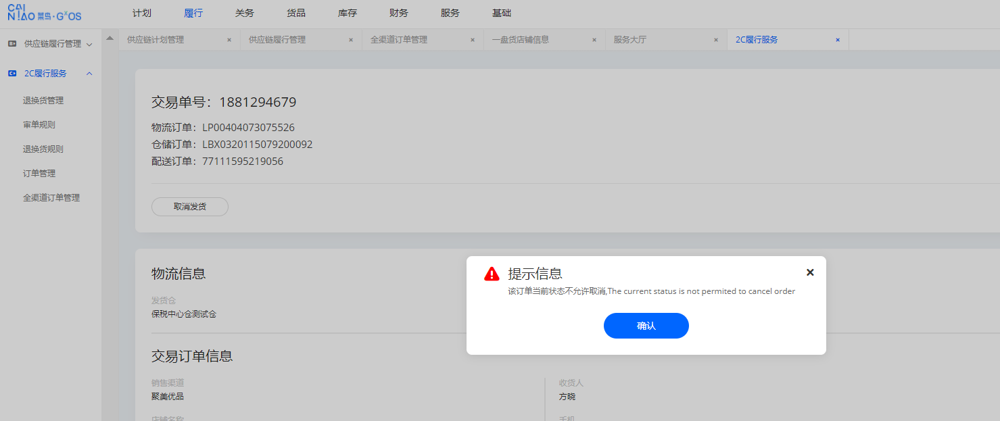 CAI
NIAO 菜鸟·GxOS
计划 履行 关务 货品 库存 财务 服务 基础
供应链履行管理
2C履行服务
退换货管理
审单规则
退换货规则
订单管理
全渠道订单管理
供应链计划管理 × 供应链履行管理 × 全渠道订单管理 × 一盘货店铺信息 × 服务大厅 × 2C履行服务 ×
交易单号：1881294679
物流订单：LP00404073075526
仓储订单：LBX0320115079200092
配送订单：77111595219056
取消发货
物流信息
发货仓
保税中心仓测试仓
交易订单信息
销售渠道
聚美优品
店铺名称
收货人
方晓
手机
提示信息
该订单当前状态不允许取消,The current status is not permited to cancel order
确认